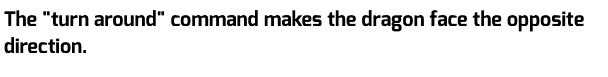 The "turn around" command makes the dragon face the opposite
direction.